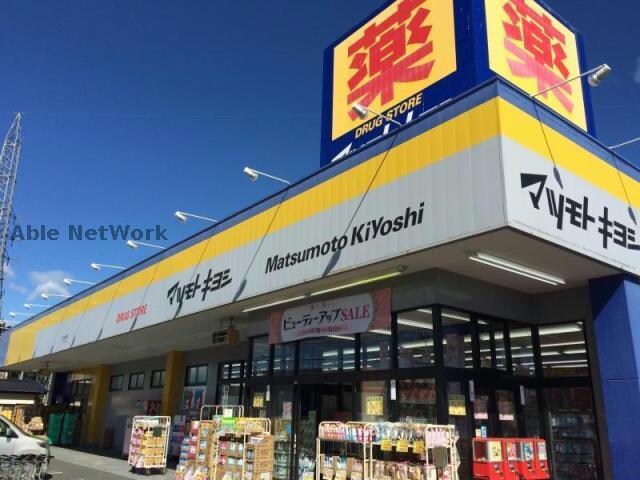 薬
薬
DRUG STORE
Able NetWork
DRUG STORE
マツモトキヨシ
Matsumoto KiYoshi
マツモトキヨシ
ビューティーアップSALE